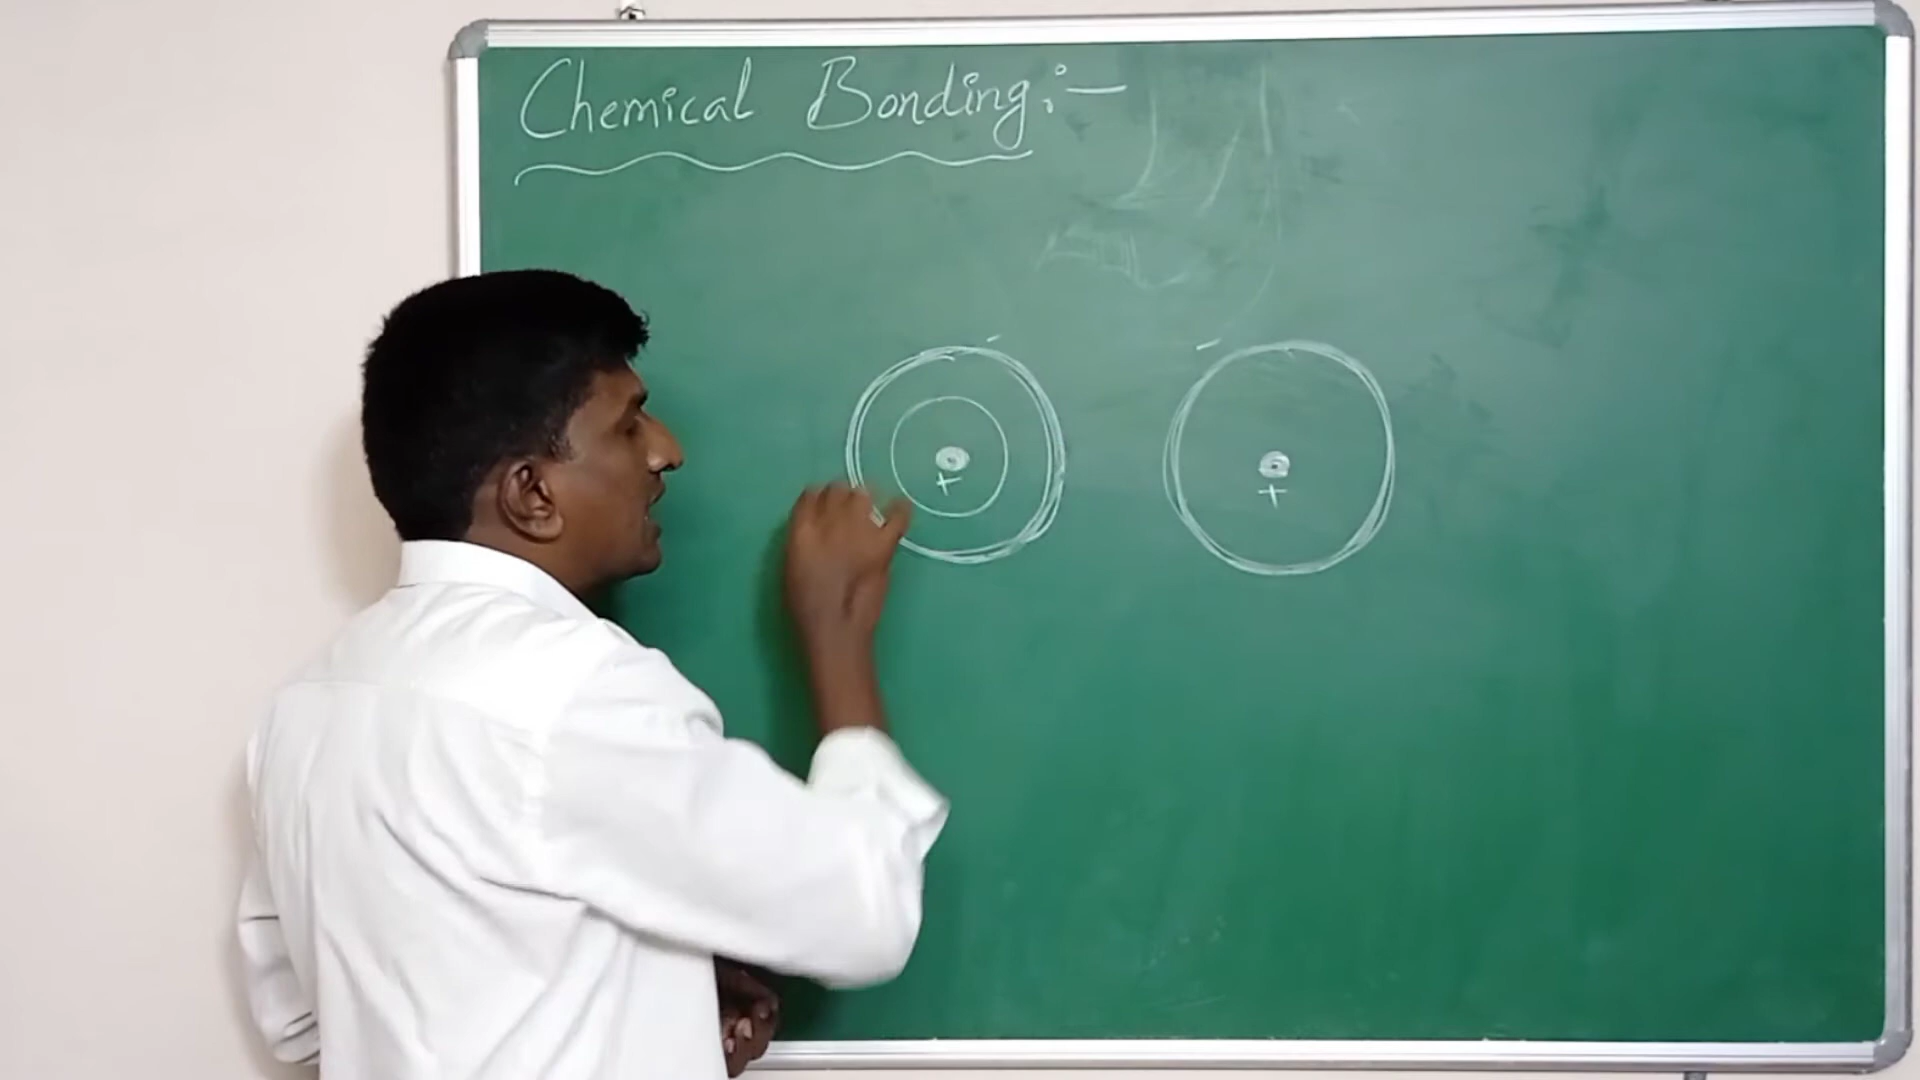 Chemical Bonding:-
- -
+ +